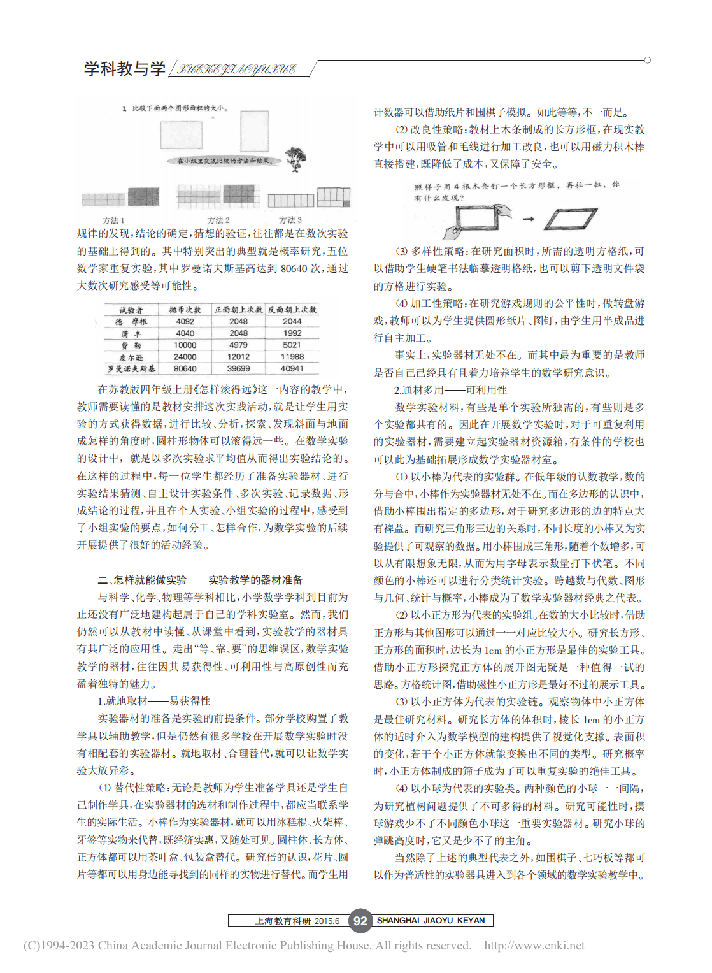 学科教与学 / XUEKEJIAOYUXUE
1 比较下面两个图形面积的大小。
在小组里交流比较的方法和结果。
方法 1 方法 2 方法 3
规律的发现,结论的确定,猜想的验证,往往都是在数次实验
的基础上得到的。其中特别突出的典型就是概率研究,五位
数学家重复实验,其中罗曼诺夫斯基高达到 80640 次,通过
大数次研究感受等可能性。
试验者 抛币次数 正面朝上次数 反面朝上次数
德 摩根 4092 2048 2044
蒲 丰 4040 2048 1992
费 勒 10000 4979 5021
皮尔逊 24000 12012 11988
罗曼诺夫斯基 80640 39699 40941
在苏教版四年级上册《怎样滚得远》这一内容的教学中,
教师需要读懂的是教材安排这次实践活动,就是让学生用实
验的方式获得数据,进行比较、分析,探索、发现斜面与地面
成怎样的角度时,圆柱形物体可以滚得远一些。在数学实验
的设计中,就是以多次实验求平均值从而得出实验结论的。
在这样的过程中,每一位学生都经历了准备实验器材、进行
实验结果猜测、自主设计实验条件、多次实验、记录数据、形
成结论的过程,并且在个人实验、小组实验的过程中,感受到
了小组实验的要点,如何分工、怎样合作,为数学实验的后续
开展提供了很好的活动经验。
二、怎样就能做实验——实验教学的器材准备
与科学、化学、物理等学科相比,小学数学学科到目前为
止还没有广泛地建构起属于自己的学科实验室。然而,我们
仍然可以从教材中读懂、从课堂中看到,实验教学的器材具
有其广泛的应用性。走出“等、靠、要”的思维误区,数学实验
教学的器材,往往因其易获得性、可利用性与高原创性而充
盈着独特的魅力。
1.就地取材——易获得性
实验器材的准备是实验的前提条件。部分学校购置了教
学具以辅助教学,但是仍然有很多学校在开展数学实验时没
有相配套的实验器材。就地取材、合理替代,就可以让数学实
验大放异彩。
(1) 替代性策略:无论是教师为学生准备学具还是学生自
己制作学具,在实验器材的选材和制作过程中,都应当联系学
生的实际生活。小棒作为实验器材,就可以用冰糕棍、火柴棒、
牙签等实物来代替,既经济实惠,又随处可见。圆柱体、长方体、
正方体都可以用茶叶盒、包装盒替代。研究倍的认识,花片、圆
片等都可以用身边能寻找到的同样的实物进行替代。而学生用
计数器可以借助纸片和围棋子模拟。如此等等,不一而足。
(2) 改良性策略:教材上木条制成的长方形框,在现实教
学中可以用吸管和毛线进行加工改良,也可以用磁力积木棒
直接搭建,既降低了成本,又保障了安全。
照样子用 4 根木条钉一个长方形框,再拉一拉,你
有什么发现?
(3) 多样性策略:在研究面积时,所需的透明方格纸,可
以借助学生硬笔书法临摹透明格纸,也可以剪下透明文件袋
的方格进行实验。
(4) 加工性策略:在研究游戏规则的公平性时,做转盘游
戏,教师可以为学生提供圆形纸片、图钉,由学生用半成品进
行自主加工。
事实上,实验器材无处不在。而其中最为重要的是教师
是否自己已经具有且着力培养学生的数学研究意识。
2.通材多用——可利用性
数学实验材料,有些是单个实验所独需的,有些则是多
个实验都共有的。因此在开展数学实验时,对于可重复利用
的实验器材,需要建立起实验器材资源箱,有条件的学校也
可以此为基础拓展形成数学实验器材室。
(1) 以小棒为代表的实验群。在低年级的认数教学,数的
分与合中,小棒作为实验器材无处不在。而在多边形的认识中,
借助小棒围出指定的多边形,对于研究多边形的边的特点大
有裨益。而研究三角形三边的关系时,不同长度的小棒又为实
验提供了可观察的数据。用小棒围成三角形,随着个数增多,可
以从有限想象无限,从而为用字母表示数量打下伏笔。不同
颜色的小棒还可以进行分类统计实验。跨越数与代数、图形
与几何、统计与概率,小棒成为了数学实验器材经典之代表。
(2) 以小正方形为代表的实验组。在数的大小比较时,借助
正方形与其他图形可以通过一一对应比较大小。研究长方形、
正方形的面积时,边长为 1cm 的小正方形是最佳的实验工具。
借助小正方形探究正方体的展开图无疑是一种值得一试的
思路。方格统计图,借助磁性小正方形是最好不过的展示工具。
(3) 以小正方体为代表的实验链。观察物体中小正方体
是最佳研究材料。研究长方体的体积时,棱长 1cm 的小正方
体的适时介入为数学模型的建构提供了视觉化支撑。表面积
的变化,若干个小正方体就能变换出不同的类型。研究概率
时,小正方体制成的筛子成为了可以重复实验的绝佳工具。
(4) 以小球为代表的实验类。两种颜色的小球一一间隔,
为研究植树问题提供了不可多得的材料。研究可能性时,摸
球游戏少不了不同颜色小球这一重要实验器材。研究小球的
弹跳高度时,它又是少不了的主角。
当然除了上述的典型代表之外,如围棋子、七巧板等都可
以作为普适性的实验器具进入到各个领域的数学实验教学中。
上海教育科研 2015.6 92 SHANGHAI JIAOYU KEYAN
(C)1994-2023 China Academic Journal Electronic Publishing House. All rights reserved. http://www.cnki.net